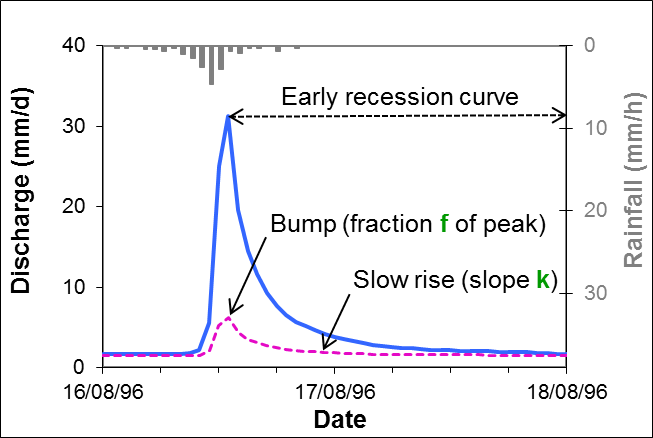 40
30
20
10
0
Discharge (mm/d)
0
10
20
30
Rainfall (mm/h)
Early recession curve
Bump (fraction f of peak)
Slow rise (slope k)
16/08/96
17/08/96
18/08/96
Date